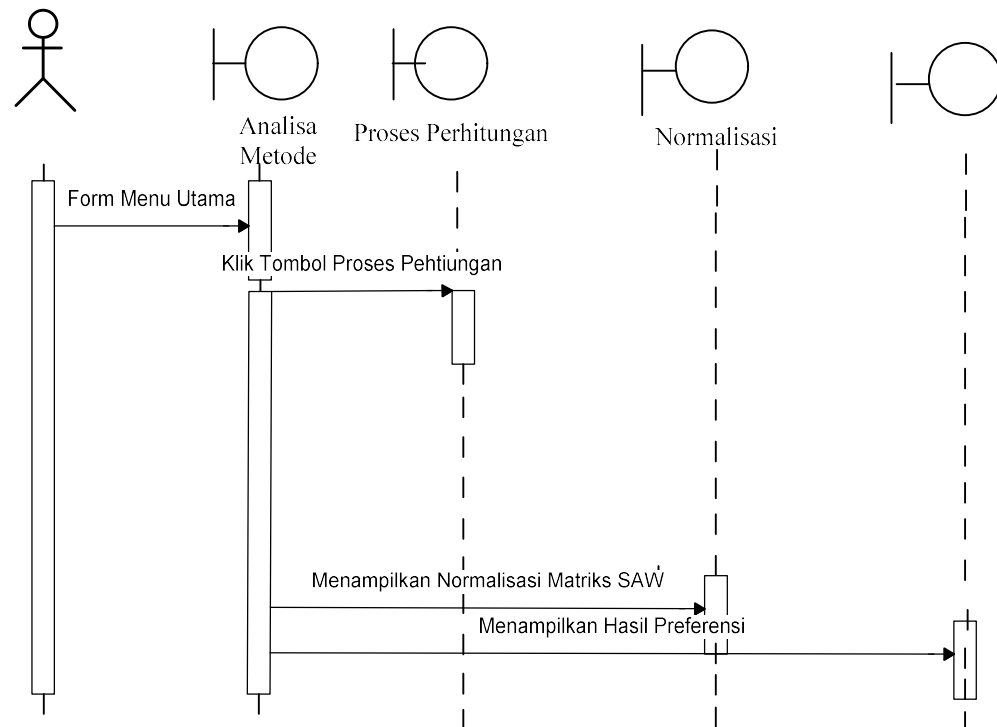 Analisa
Metode
Proses Perhitungan
Normalisasi
Form Menu Utama
Klik Tombol Proses Pehtiungan
Menampilkan Normalisasi Matriks SAW
Menampilkan Hasil Preferensi